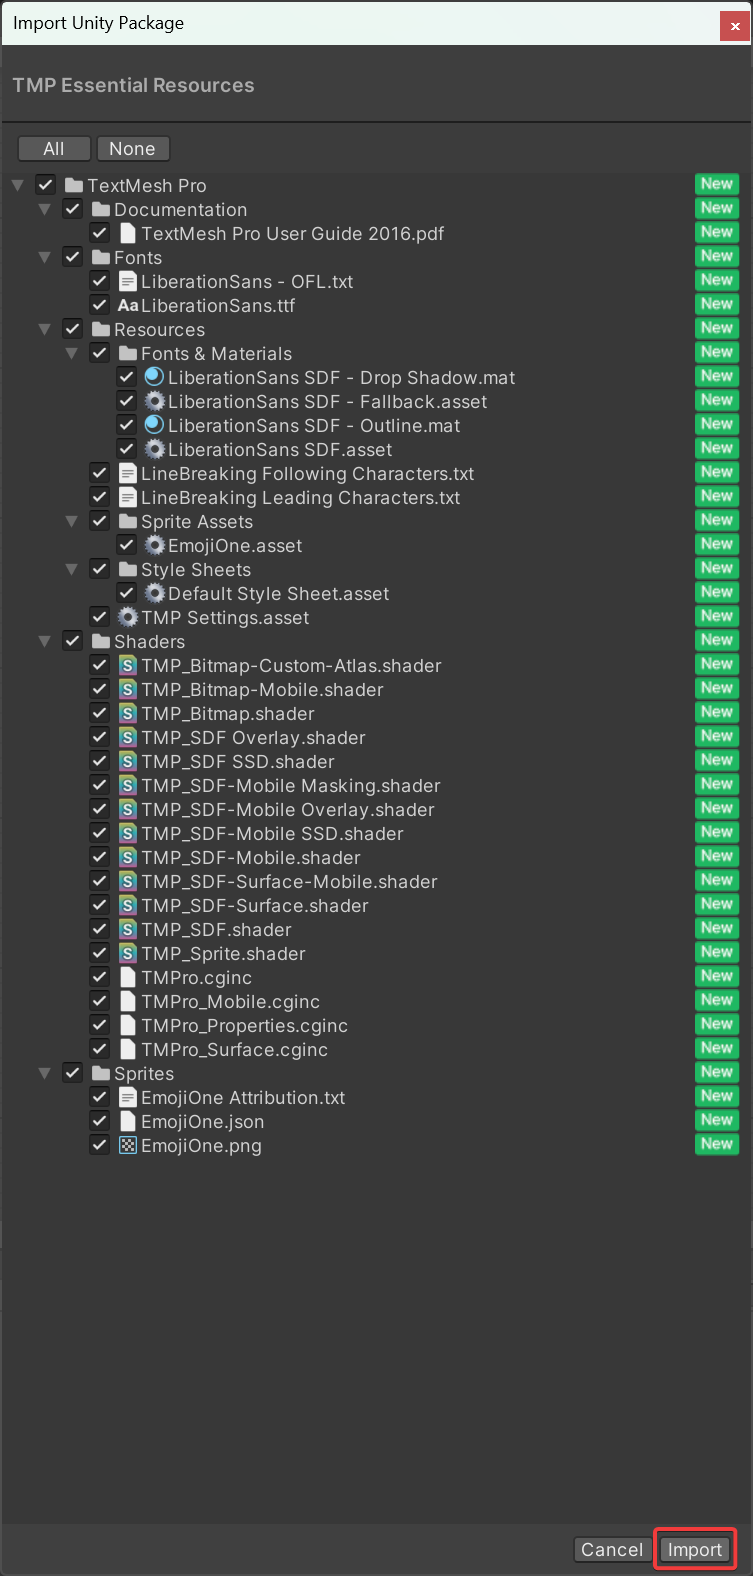 Import Unity Package
×
TMP Essential Resources
All None
TextMesh Pro New
Documentation New
TextMesh Pro User Guide 2016.pdf New
Fonts New
LiberationSans - OFL.txt New
Aa LiberationSans.ttf New
Resources New
Fonts & Materials New
LiberationSans SDF - Drop Shadow.mat New
LiberationSans SDF - Fallback.asset New
LiberationSans SDF - Outline.mat New
LiberationSans SDF.asset New
LineBreaking Following Characters.txt New
LineBreaking Leading Characters.txt New
Sprite Assets New
EmojiOne.asset New
Style Sheets New
Default Style Sheet.asset New
TMP Settings.asset New
Shaders New
S TMP_Bitmap-Custom-Atlas.shader New
S TMP_Bitmap-Mobile.shader New
S TMP_Bitmap.shader New
S TMP_SDF Overlay.shader New
S TMP_SDF SSD.shader New
S TMP_SDF-Mobile Masking.shader New
S TMP_SDF-Mobile Overlay.shader New
S TMP_SDF-Mobile SSD.shader New
S TMP_SDF-Mobile.shader New
S TMP_SDF-Surface-Mobile.shader New
S TMP_SDF-Surface.shader New
S TMP_SDF.shader New
S TMP_Sprite.shader New
TMPro.cginc New
TMPro_Mobile.cginc New
TMPro_Properties.cginc New
TMPro_Surface.cginc New
Sprites New
EmojiOne Attribution.txt New
EmojiOne.json New
EmojiOne.png New
Cancel Import